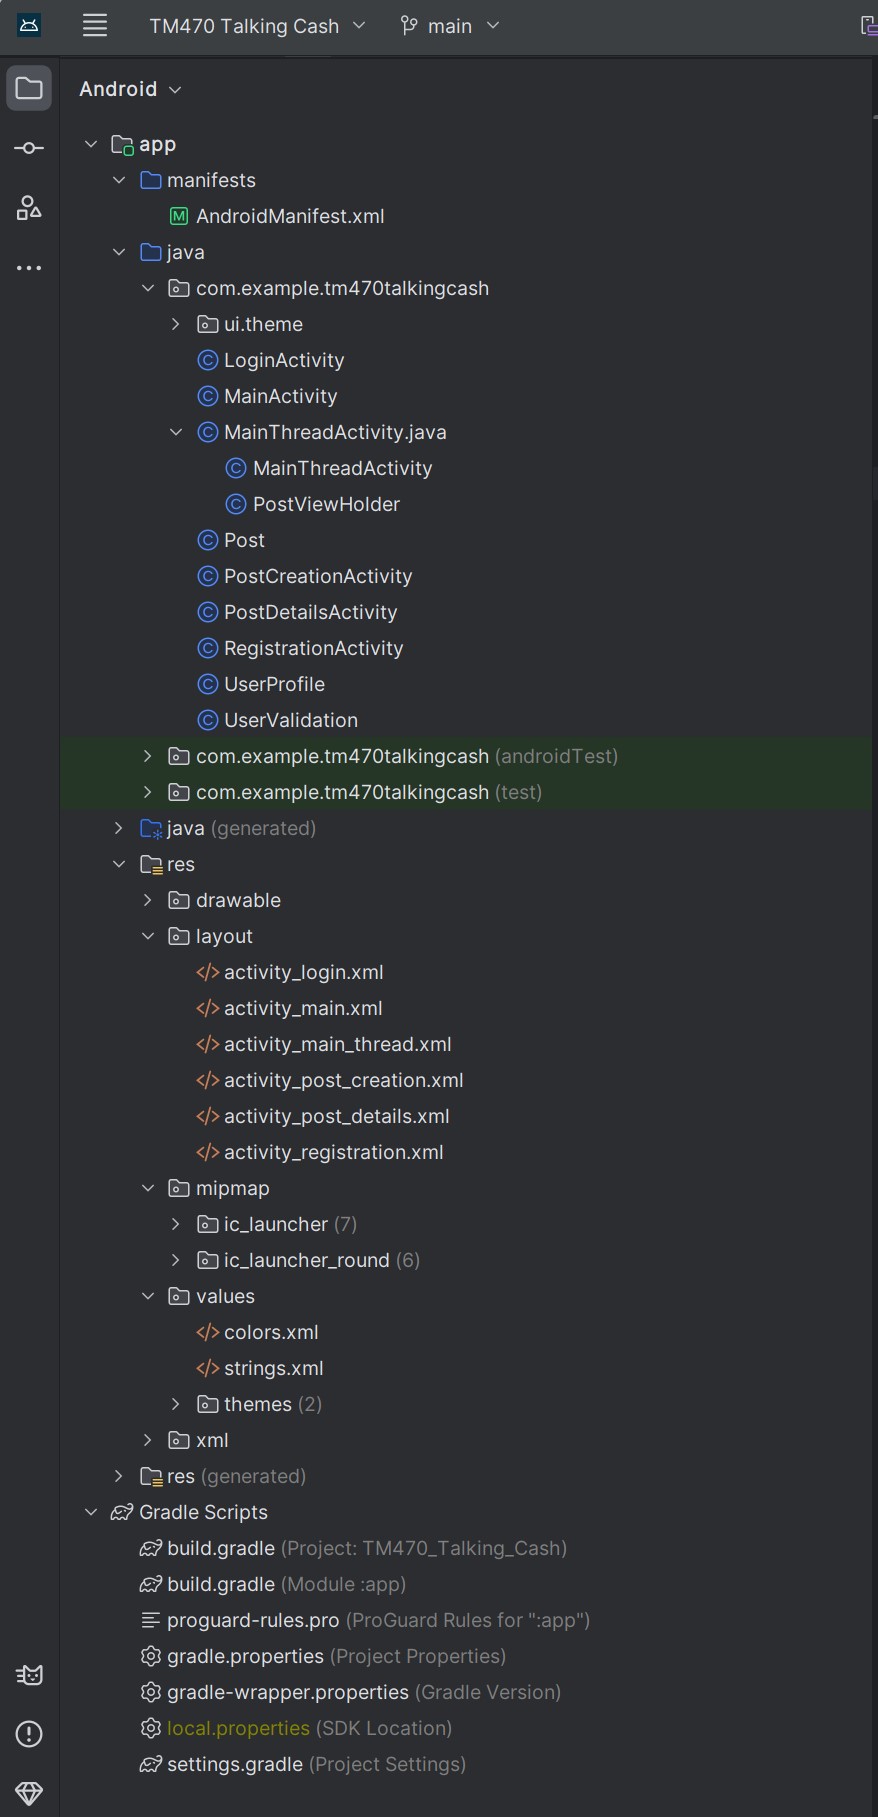 TM470 Talking Cash main
Android
app
manifests
M AndroidManifest.xml
java
com.example.tm470talkingcash
ui.theme
C LoginActivity
C MainActivity
C MainThreadActivity.java
C MainThreadActivity
C PostViewHolder
C Post
C PostCreationActivity
C PostDetailsActivity
C RegistrationActivity
C UserProfile
C UserValidation
com.example.tm470talkingcash (androidTest)
com.example.tm470talkingcash (test)
java (generated)
res
drawable
layout
</> activity_login.xml
</> activity_main.xml
</> activity_main_thread.xml
</> activity_post_creation.xml
</> activity_post_details.xml
</> activity_registration.xml
mipmap
ic_launcher (7)
ic_launcher_round (6)
values
</> colors.xml
</> strings.xml
themes (2)
xml
res (generated)
Gradle Scripts
build.gradle (Project: TM470_Talking_Cash)
build.gradle (Module :app)
proguard-rules.pro (ProGuard Rules for ":app")
gradle.properties (Project Properties)
gradle-wrapper.properties (Gradle Version)
local.properties (SDK Location)
settings.gradle (Project Settings)